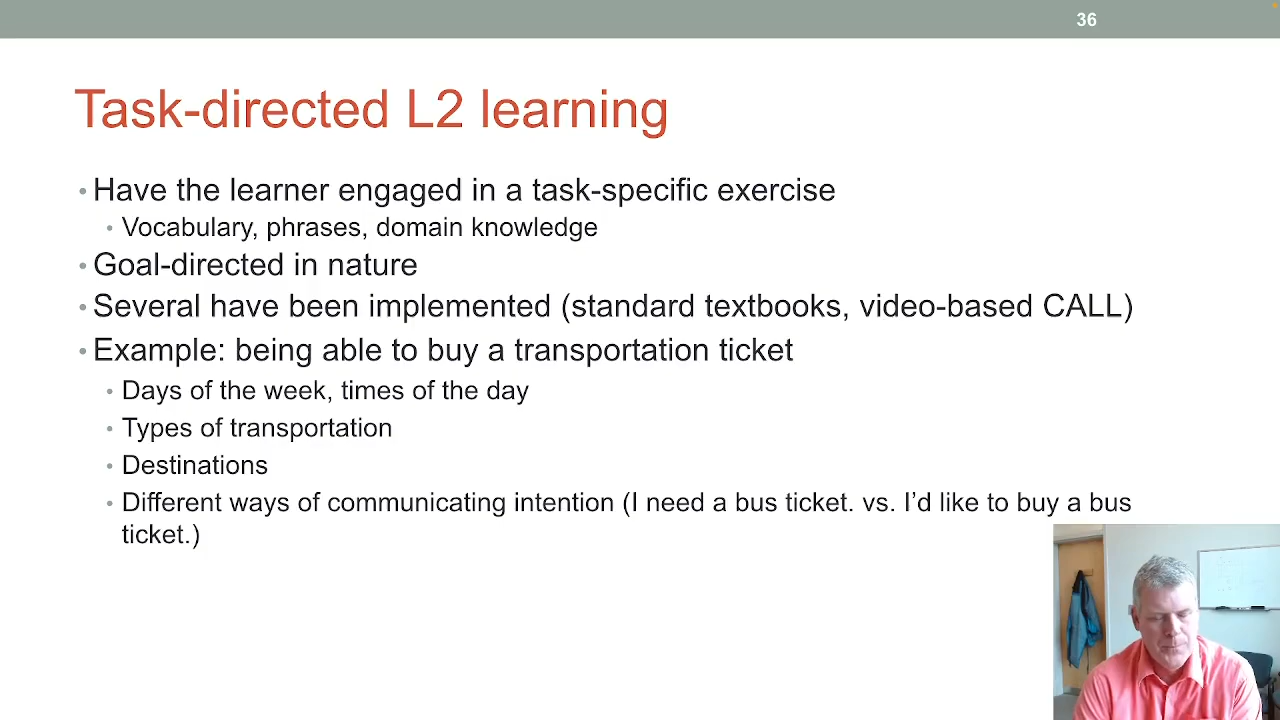 36
Task-directed L2 learning
• Have the learner engaged in a task-specific exercise
• Vocabulary, phrases, domain knowledge
• Goal-directed in nature
• Several have been implemented (standard textbooks, video-based CALL)
• Example: being able to buy a transportation ticket
• Days of the week, times of the day
• Types of transportation
• Destinations
• Different ways of communicating intention (I need a bus ticket. vs. I’d like to buy a bus
ticket.)